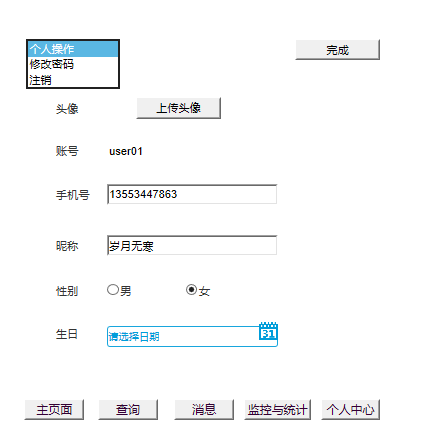 个人操作
修改密码
注销
完成
头像 上传头像
账号 user01
手机号 13553447863
昵称 岁月无寒
性别 男 女
生日 请选择日期 31
主页面 查询 消息 监控与统计 个人中心